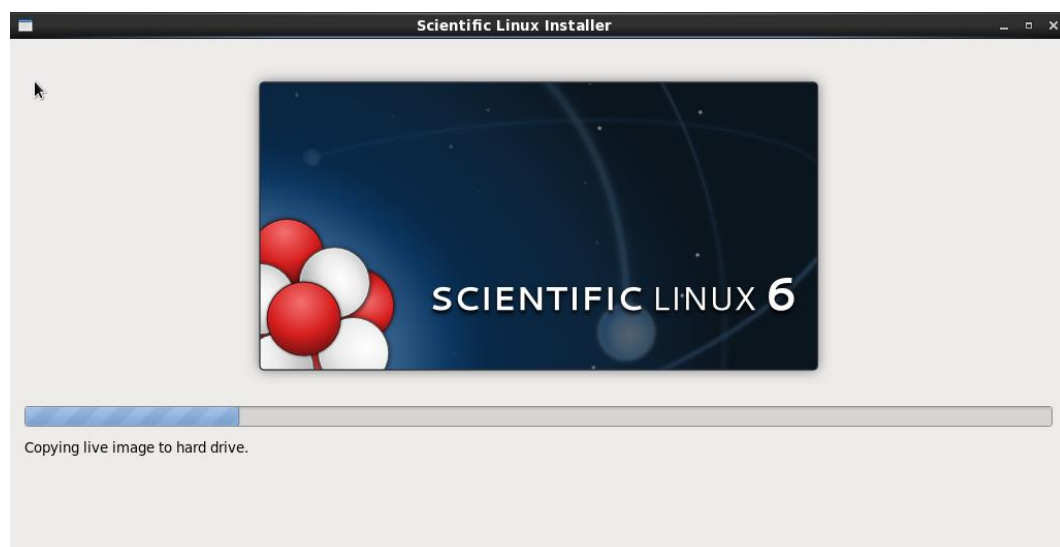 Scientific Linux Installer
SCIENTIFIC LINUX 6
Copying live image to hard drive.